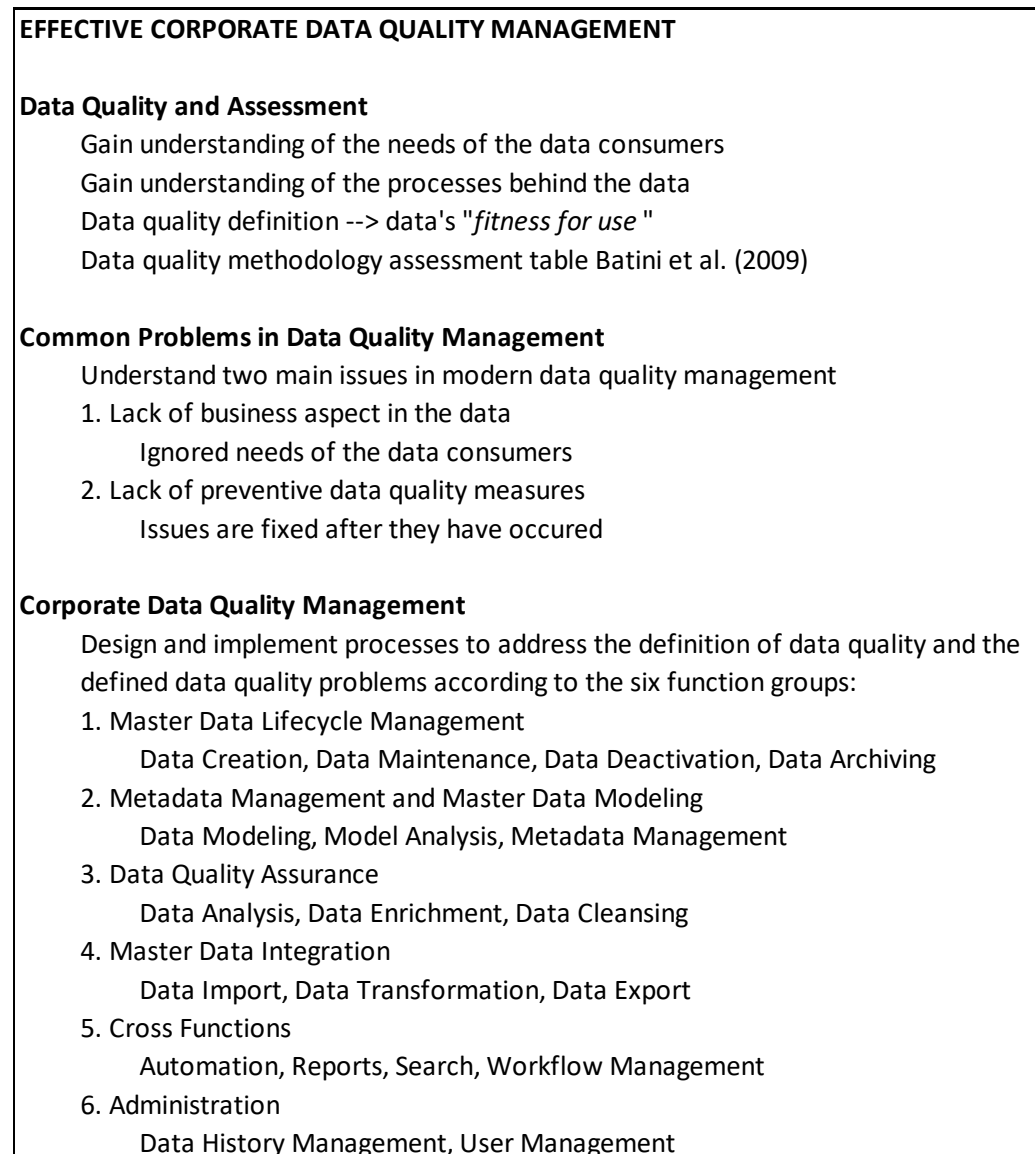 EFFECTIVE CORPORATE DATA QUALITY MANAGEMENT
Data Quality and Assessment
Gain understanding of the needs of the data consumers
Gain understanding of the processes behind the data
Data quality definition --> data's "fitness for use "
Data quality methodology assessment table Batini et al. (2009)
Common Problems in Data Quality Management
Understand two main issues in modern data quality management
1. Lack of business aspect in the data
Ignored needs of the data consumers
2. Lack of preventive data quality measures
Issues are fixed after they have occured
Corporate Data Quality Management
Design and implement processes to address the definition of data quality and the
defined data quality problems according to the six function groups:
1. Master Data Lifecycle Management
Data Creation, Data Maintenance, Data Deactivation, Data Archiving
2. Metadata Management and Master Data Modeling
Data Modeling, Model Analysis, Metadata Management
3. Data Quality Assurance
Data Analysis, Data Enrichment, Data Cleansing
4. Master Data Integration
Data Import, Data Transformation, Data Export
5. Cross Functions
Automation, Reports, Search, Workflow Management
6. Administration
Data History Management, User Management